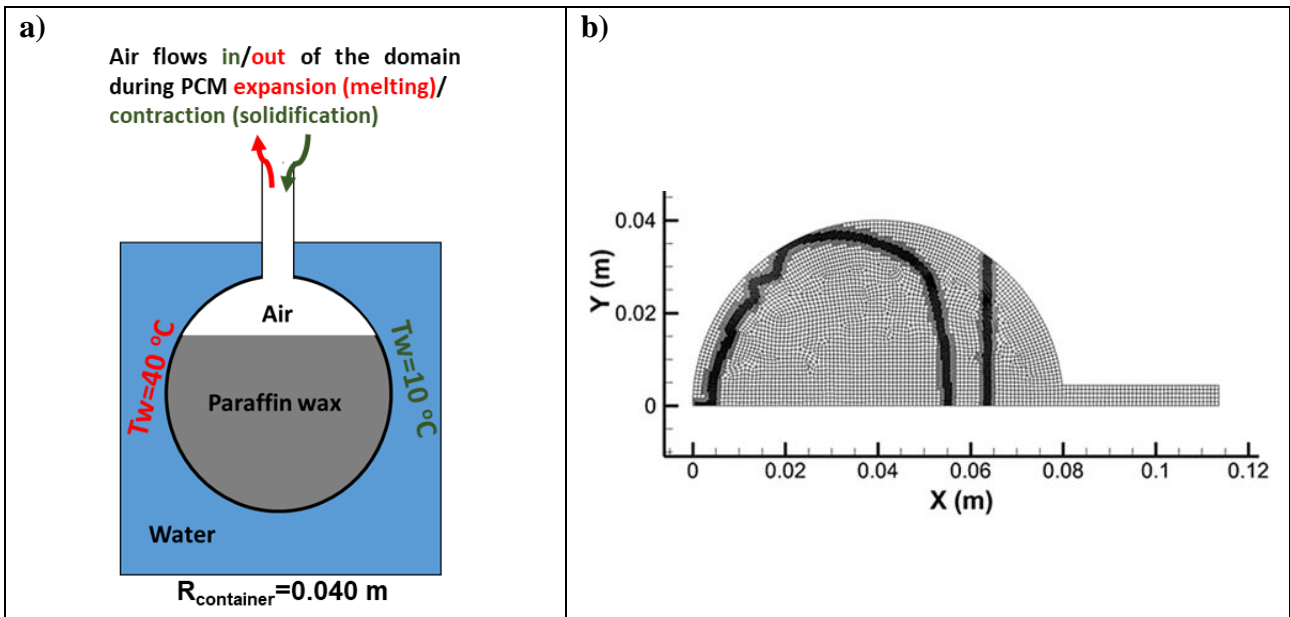 a)
Air flows in/out of the domain
during PCM expansion (melting)/
contraction (solidification)
Air
Tw=40 ºC
Tw=10 ºC
Paraffin wax
Water
Rcontainer=0.040 m
b)
0.04
0.02
0
Y (m)
0 0.02 0.04 0.06 0.08 0.1 0.12
X (m)